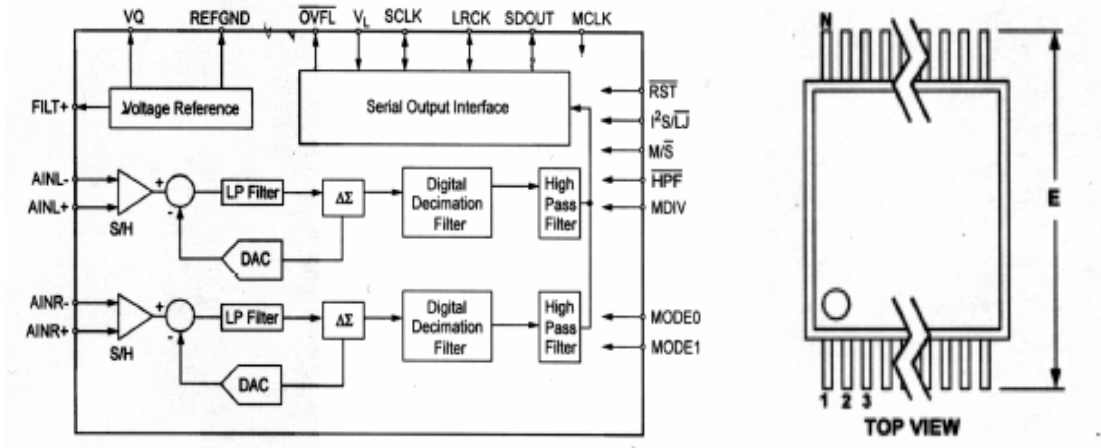 VQ REFGND OVFL VL SCLK LRCK SDOUT MCLK
FILT+ Voltage Reference
Serial Output Interface
RST
I²S/LJ
M/S
HPF
MDIV
AINL-
AINL+
S/H
+
-
LP Filter
ΔΣ
DAC
Digital
Decimation
Filter
High
Pass
Filter
AINR-
AINR+
S/H
+
-
LP Filter
ΔΣ
DAC
Digital
Decimation
Filter
High
Pass
Filter
MODE0
MODE1
N
E
1 2 3
TOP VIEW